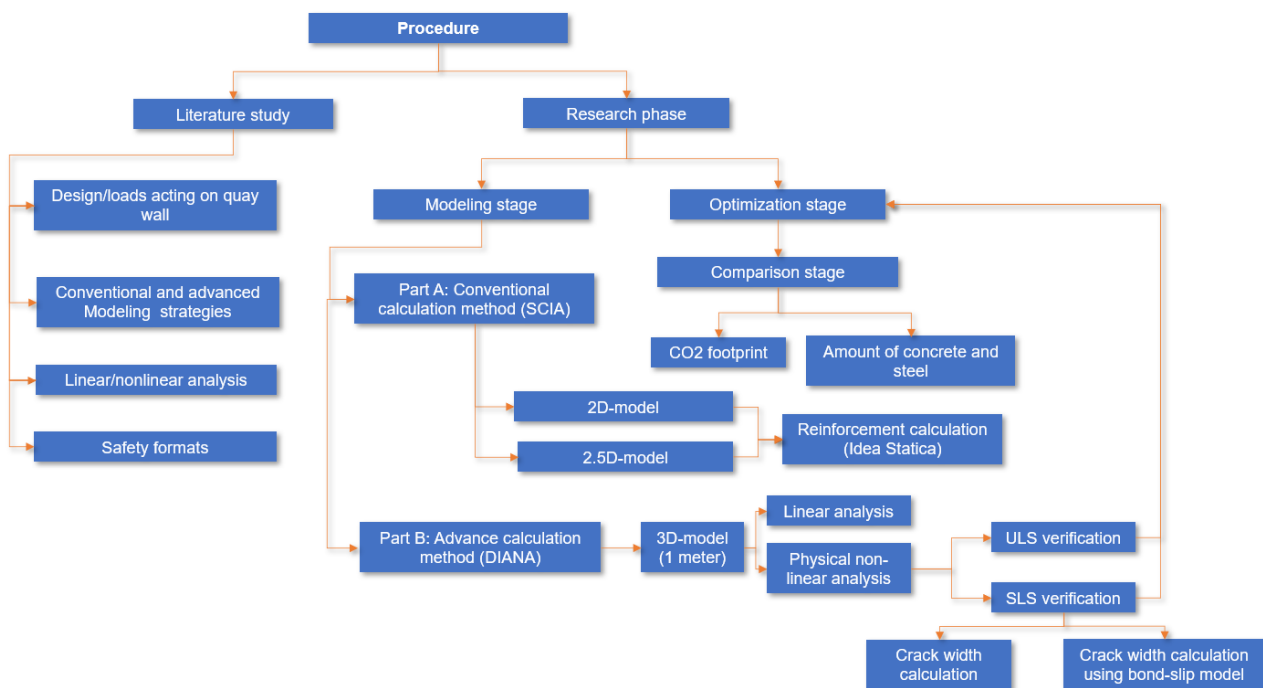 Procedure
Literature study
Research phase
Design/loads acting on quay
wall
Modeling stage
Optimization stage
Conventional and advanced
Modeling strategies
Part A: Conventional
calculation method (SCIA)
Comparison stage
CO2 footprint
Amount of concrete and
steel
Linear/nonlinear analysis
Safety formats
2D-model
2.5D-model
Reinforcement calculation
(Idea Statica)
Part B: Advance calculation
method (DIANA)
3D-model
(1 meter)
Linear analysis
Physical non-
linear analysis
ULS verification
SLS verification
Crack width
calculation
Crack width calculation
using bond-slip model